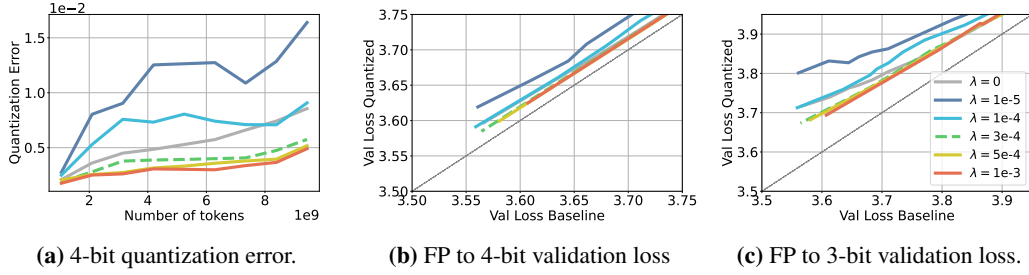 1e−2
Quantization Error
1.5
1.0
0.5
2 4 6 8
Number of tokens 1e9
(a) 4-bit quantization error.
Val Loss Quantized
3.75
3.70
3.65
3.60
3.55
3.50
3.50 3.55 3.60 3.65 3.70 3.75
Val Loss Baseline
(b) FP to 4-bit validation loss
Val Loss Quantized
3.9
3.8
3.7
3.6
3.5
3.5 3.6 3.7 3.8 3.9
Val Loss Baseline
λ = 0
λ = 1e-5
λ = 1e-4
λ = 3e-4
λ = 5e-4
λ = 1e-3
(c) FP to 3-bit validation loss.